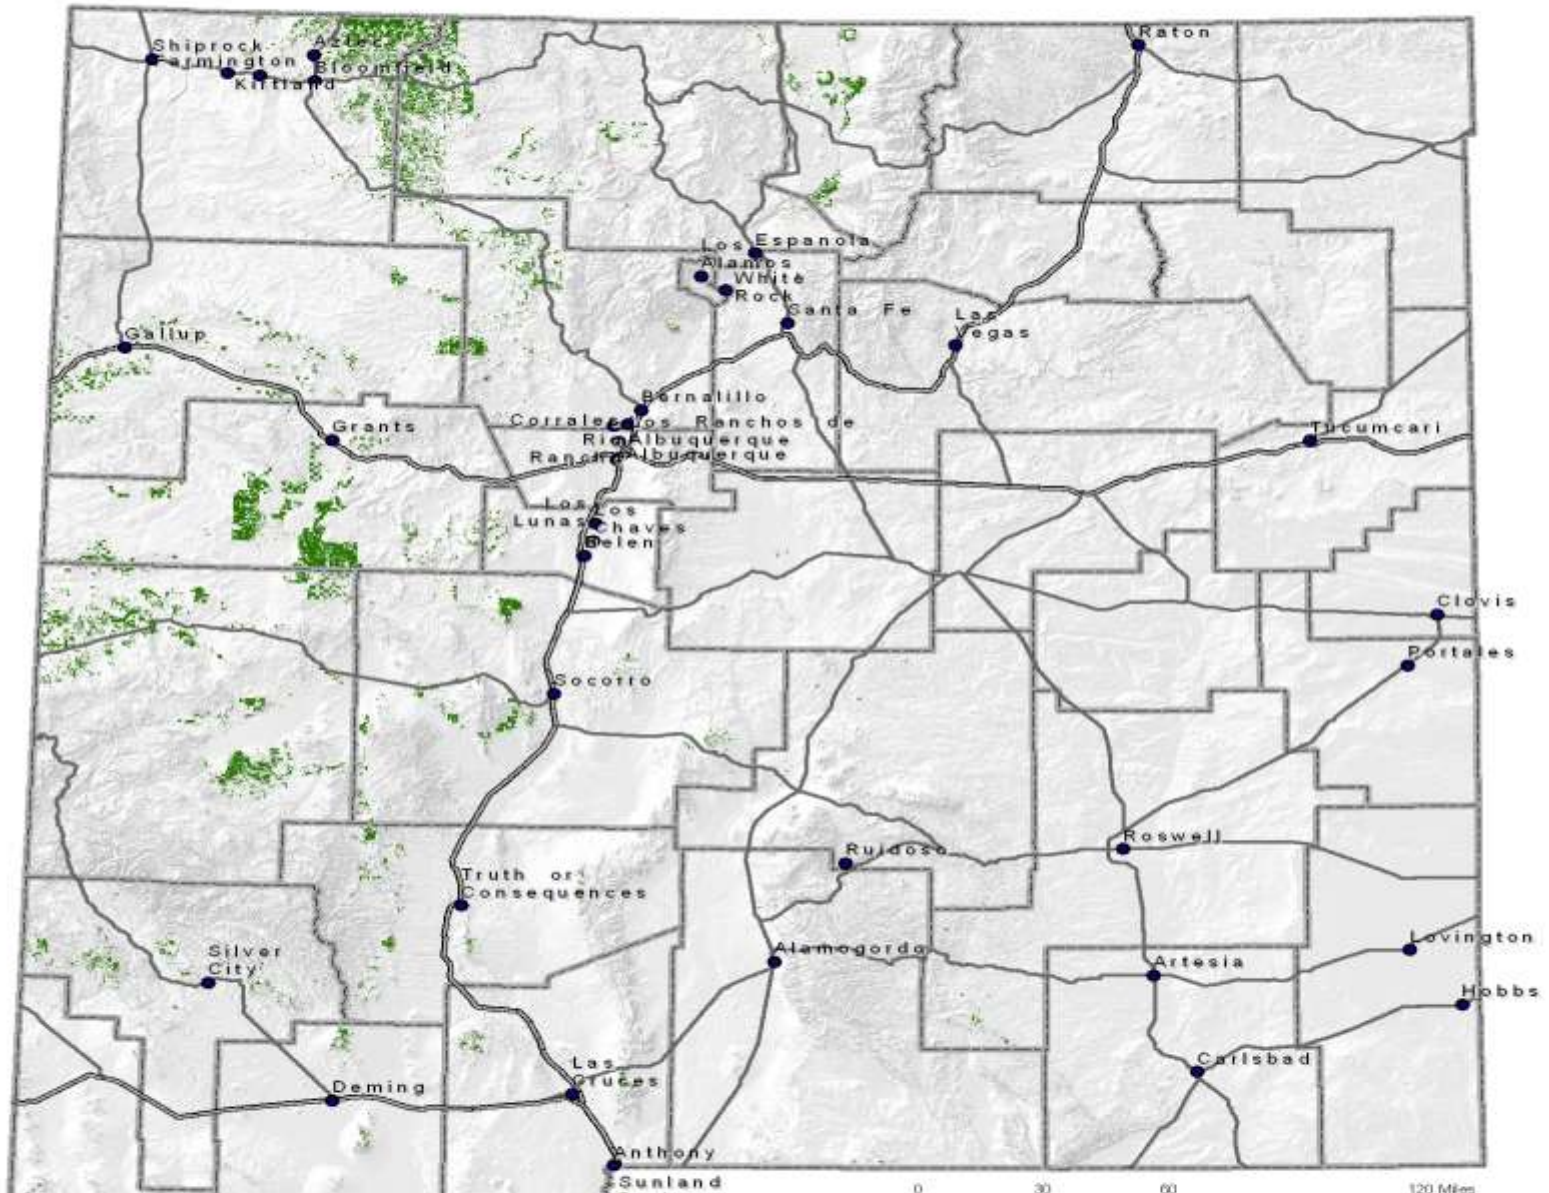 Raton
Shiprock
Aztec
Farmington
Bloomfield
Kirtland
Los
Alamos
Espanola
White
Rock
Santa Fe
Las
Vegas
Gallup
Bernalillo
Corrales
Los Ranchos de
Albuquerque
Rio
Rancho
Albuquerque
Grants
Tucumcari
Los
Lunas
Los
Chaves
Belen
Clovis
Portales
Socorro
Roswell
Ruidoso
Truth or
Consequences
Silver
City
Alamogordo
Artesia
Lovington
Hobbs
Las
Cruces
Carlsbad
Deming
Anthony
Sunland
0 30 60 120 Miles